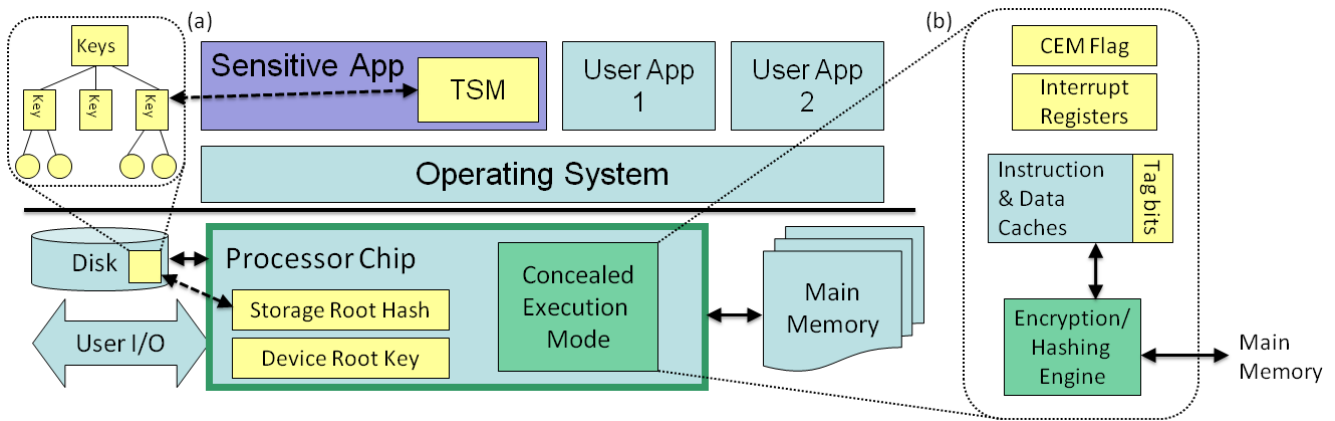 (a)
(b)
Keys
Key
Key
Key
Sensitive App
TSM
User App
1
User App
2
Operating System
Disk
User I/O
Processor Chip
Storage Root Hash
Device Root Key
Concealed
Execution
Mode
Main
Memory
CEM Flag
Interrupt
Registers
Instruction
& Data
Caches
Tag bits
Encryption/
Hashing
Engine
Main
Memory